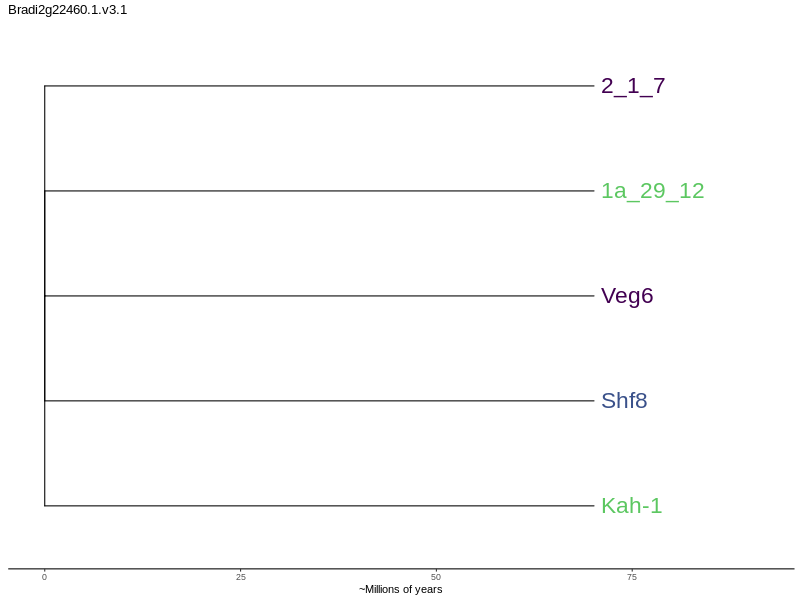 Bradi2g22460.1.v3.1
2_1_7
1a_29_12
Veg6
Shf8
Kah-1
0 25 50 75
~Millions of years